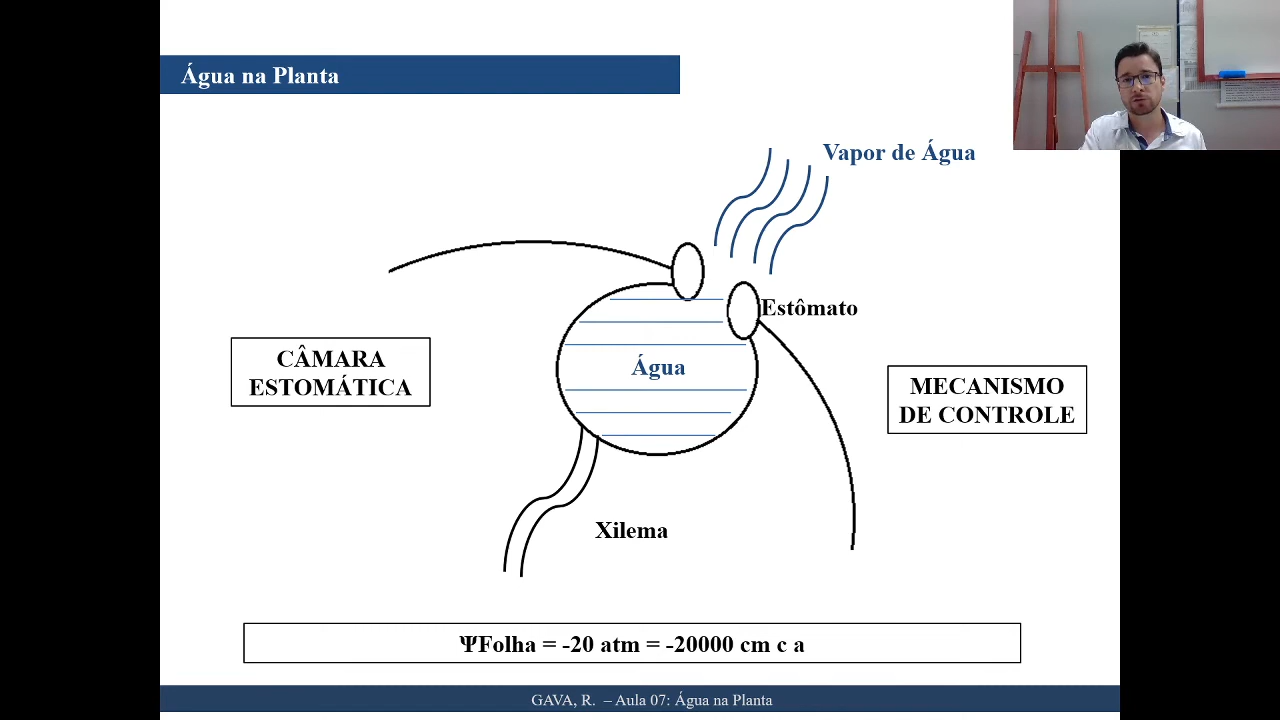 Água na Planta
Vapor de Água
Estômato
CÂMARA
ESTOMÁTICA
Água
MECANISMO
DE CONTROLE
Xilema
ΨFolha = -20 atm = -20000 cm c a
GAVA, R. – Aula 07: Água na Planta